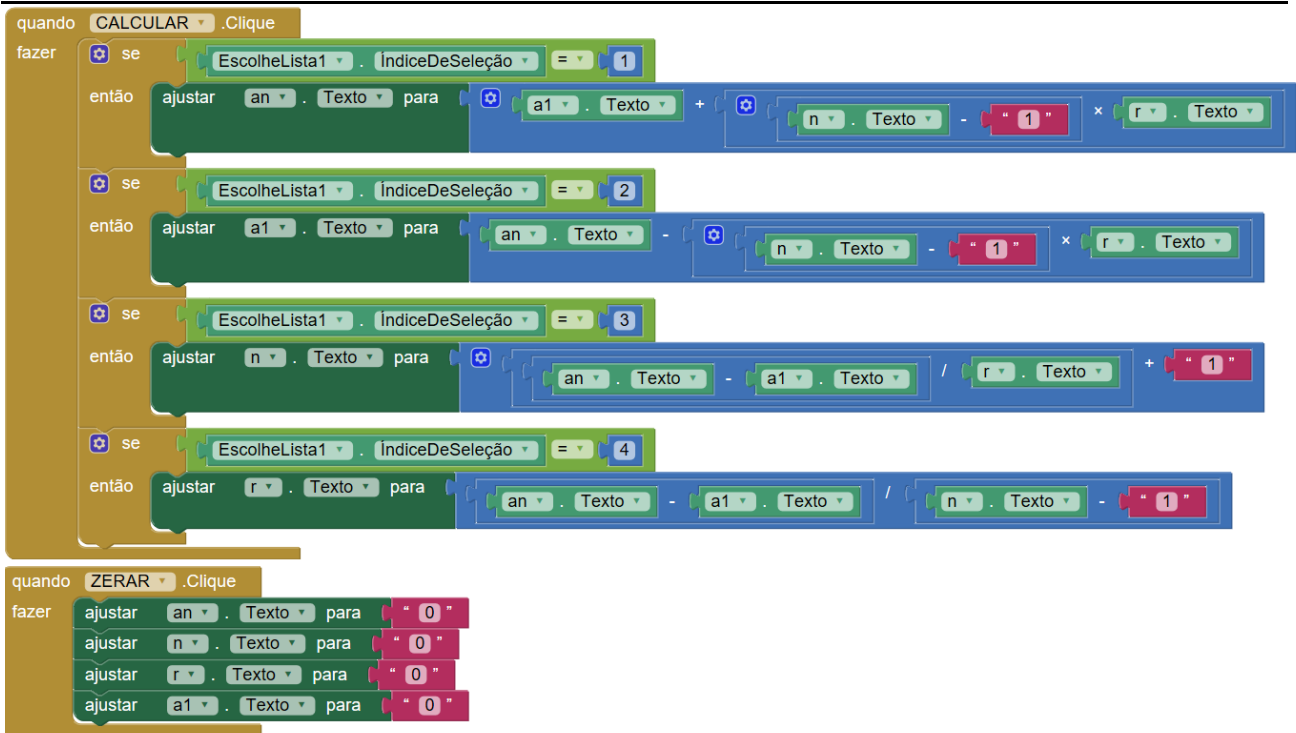 quando CALCULAR .Clique
fazer se EscolheLista1 . ÍndiceDeSeleção = 1
então ajustar an . Texto para a1 . Texto + n . Texto - “ 1 ” × r . Texto
se EscolheLista1 . ÍndiceDeSeleção = 2
então ajustar a1 . Texto para an . Texto - n . Texto - “ 1 ” × r . Texto
se EscolheLista1 . ÍndiceDeSeleção = 3
então ajustar n . Texto para an . Texto - a1 . Texto / r . Texto + “ 1 ”
se EscolheLista1 . ÍndiceDeSeleção = 4
então ajustar r . Texto para an . Texto - a1 . Texto / n . Texto - “ 1 ”
quando ZERAR .Clique
fazer ajustar an . Texto para “ 0 ”
ajustar n . Texto para “ 0 ”
ajustar r . Texto para “ 0 ”
ajustar a1 . Texto para “ 0 ”